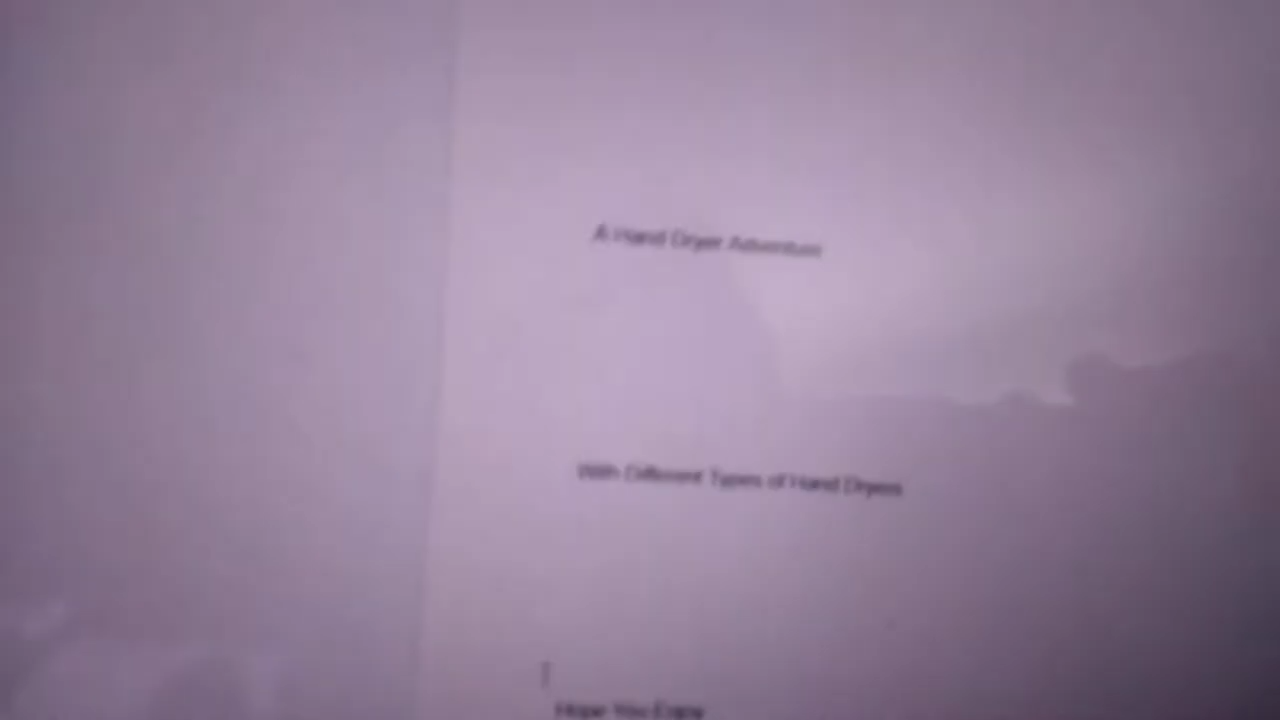 A Hand Dryer Adventure
With Different Types of Hand Dryers
Hope You Enjoy